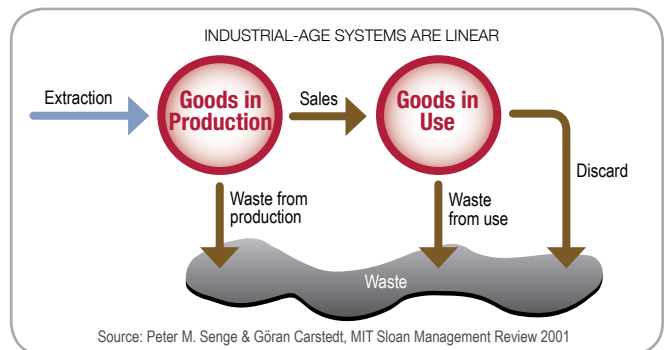 INDUSTRIAL-AGE SYSTEMS ARE LINEAR
Extraction
Goods in
Production
Sales
Goods in
Use
Discard
Waste from
production
Waste
from use
Waste
Source: Peter M. Senge & Göran Carstedt, MIT Sloan Management Review 2001